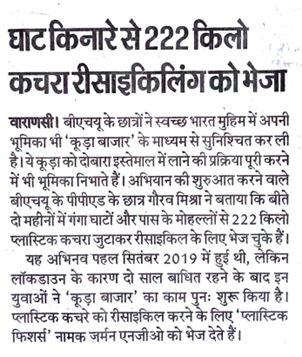 घाट किनारे से 222 किलो
कचरा रीसाइकिलिंग को भेजा
वाराणसी। बीएचयू के छात्रों ने स्वच्छ भारत मुहिम में अपनी
भूमिका भी ‘कूड़ा बाजार’ के माध्यम से सुनिश्चित कर ली
है। ये कूड़ा को दोबारा इस्तेमाल में लाने की प्रक्रिया पूरी करने
में भी भूमिका निभाते हैं। अभियान की शुरुआत करने वाले
बीएचयू के पीपीएड के छात्र गौरव मिश्रा ने बताया कि बीते
दो महीनों में गंगा घाटों और पास के मोहल्लों से 222 किलो
प्लास्टिक कचरा जुटाकर रीसाइकिल के लिए भेज चुके हैं।
यह अभिनव पहल सितंबर 2019 में हुई थी, लेकिन
लॉकडाउन के कारण दो साल बाधित रहने के बाद इन
युवाओं ने ‘कूड़ा बाजार’ का काम पुनः शुरू किया है।
प्लास्टिक कचरे को रीसाइकिल करने के लिए ‘प्लास्टिक
फिशर्स’ नामक जर्मन एनजीओ को भेज देते हैं।